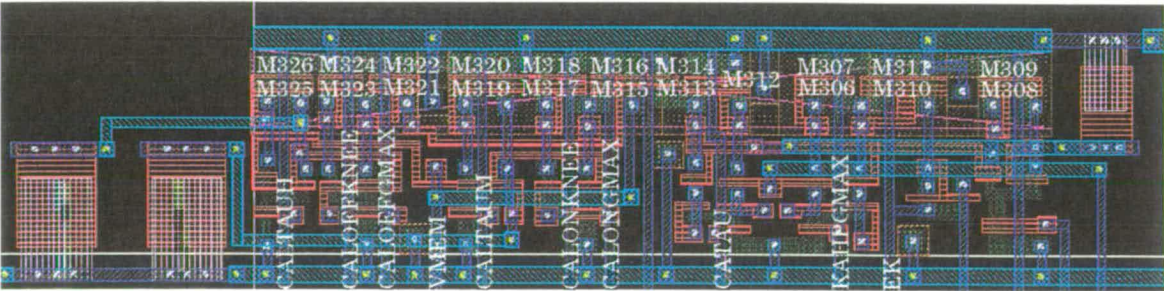 M326 M324 M322 M320 M318 M316 M314 M312 M307 M311 M309
M325 M323 M321 M319 M317 M315 M313 M306 M310 M308
CALTAUH
CALOFFKNEE
CALOFFGMAX
VMEM
CALTAUM
CALONKNEE
CALONGMAX
CATAU
KAHPGMAX
EK